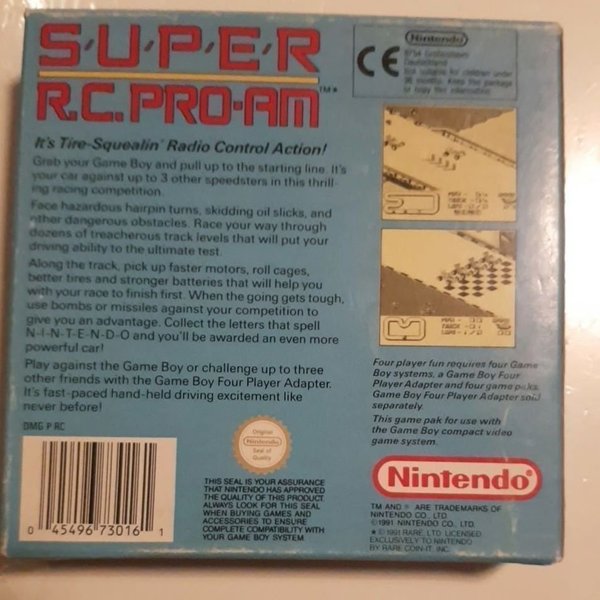 S·U·P·E·R
R.C. PRO-AM™*
It's Tire-Squealin' Radio Control Action!
Grab your Game Boy and pull up to the starting line. It's
your car against up to 3 other speedsters in this thrill-
ing racing competition.
Face hazardous hairpin turns, skidding oil slicks, and
other dangerous obstacles. Race your way through
dozens of treacherous track levels that will put your
driving ability to the ultimate test.
Along the track, pick up faster motors, roll cages,
better tires and stronger batteries that will help you
with your race to finish first. When the going gets tough,
use bombs or missiles against your competition to
give you an advantage. Collect the letters that spell
N-I-N-T-E-N-D-O and you'll be awarded an even more
powerful car!
Play against the Game Boy or challenge up to three
other friends with the Game Boy Four Player Adapter.
It's fast-paced hand-held driving excitement like
never before!
DMG P RC
0 45496 73016 1
Original
Nintendo
Seal of
Quality
THIS SEAL IS YOUR ASSURANCE
THAT NINTENDO HAS APPROVED
THE QUALITY OF THIS PRODUCT
ALWAYS LOOK FOR THIS SEAL
WHEN BUYING GAMES AND
ACCESSORIES TO ENSURE
COMPLETE COMPATIBILITY WITH
YOUR GAME BOY SYSTEM
CE
Nintendo
Deutschland
Not suitable for children under
36 months. Keep the package
Four player fun requires four Game
Boy systems, a Game Boy Four
Player Adapter and four game paks.
Game Boy Four Player Adapter sold
separately.
This game pak for use with
the Game Boy compact video
game system.
Nintendo®
TM AND ® ARE TRADEMARKS OF
NINTENDO CO., LTD.
©1991 NINTENDO CO., LTD.
* ©1991 RARE, LTD. LICENSED
EXCLUSIVELY TO NINTENDO
BY RARE COIN-IT, INC.